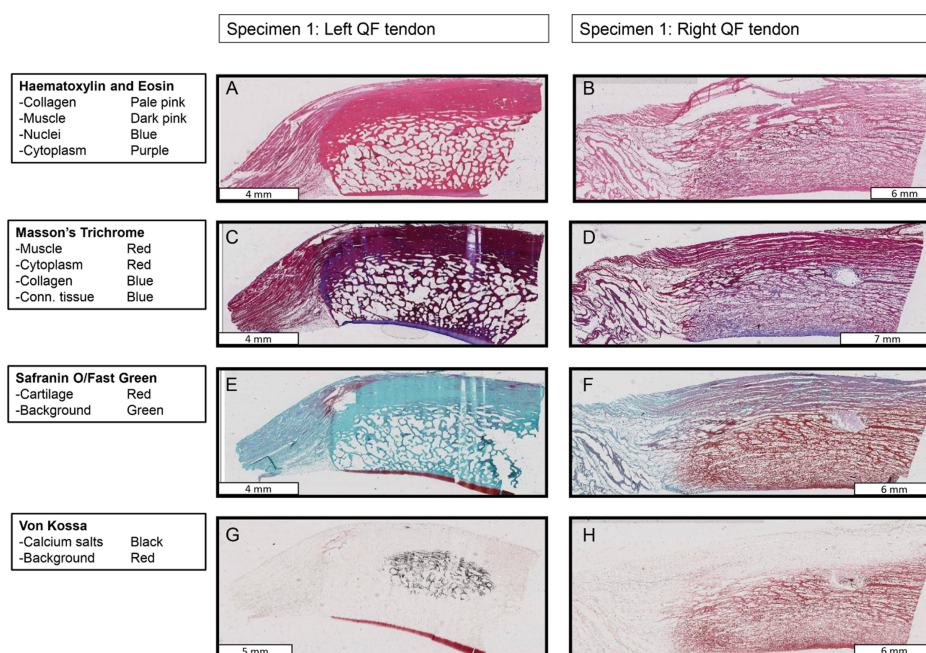 Specimen 1: Left QF tendon
Specimen 1: Right QF tendon
Haematoxylin and Eosin
-Collagen Pale pink
-Muscle Dark pink
-Nuclei Blue
-Cytoplasm Purple
A
4 mm
B
6 mm
Masson's Trichrome
-Muscle Red
-Cytoplasm Red
-Collagen Blue
-Conn. tissue Blue
C
4 mm
D
7 mm
Safranin O/Fast Green
-Cartilage Red
-Background Green
E
4 mm
F
6 mm
Von Kossa
-Calcium salts Black
-Background Red
G
5 mm
H
6 mm